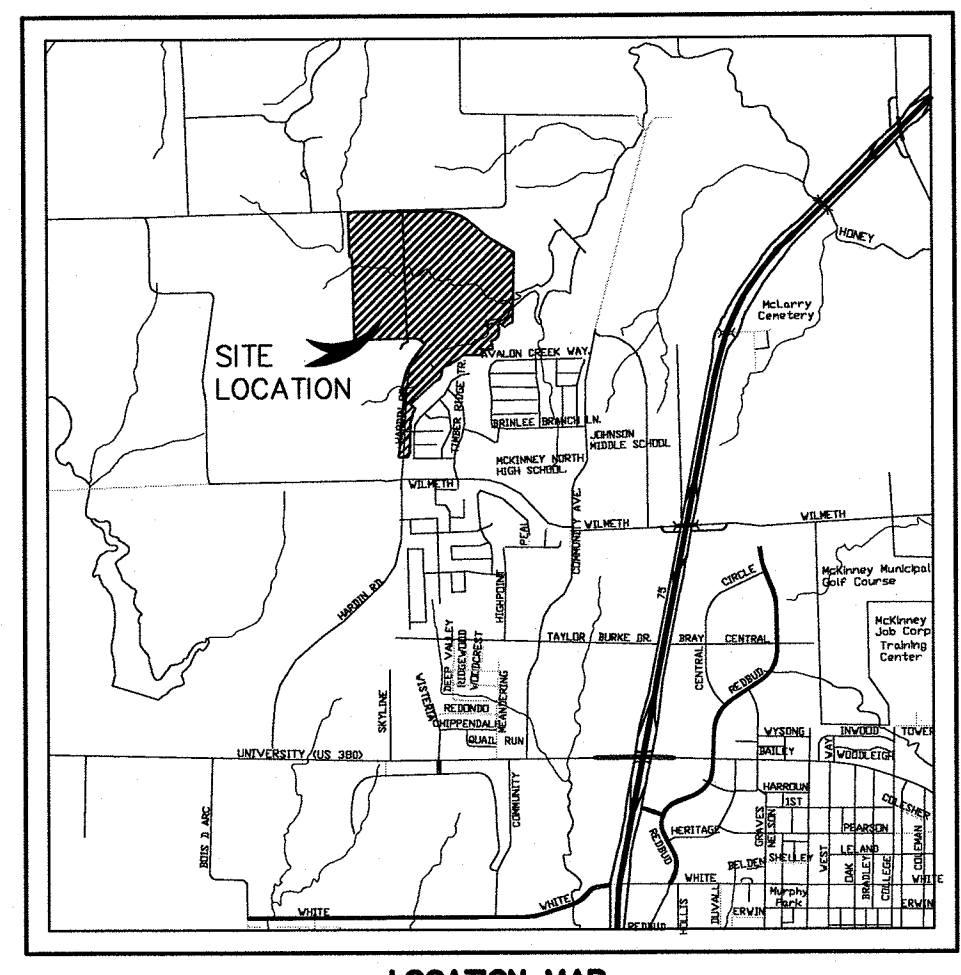 HONEY
McLarry
Cemetery
SITE
LOCATION
AVALON CREEK WAY.
HARDIN RD.
TIMBER RIDGE TR.
BRINLEE BRANCH LN.
JOHNSON
MIDDLE SCHOOL
MCKINNEY NORTH
HIGH SCHOOL.
WILMETH
COMMUNITY AVE.
WILMETH
WILMETH
PEAL
75
CIRCLE
McKinney Municipal
Golf Course
HARDIN RD.
HIGHPOINT
McKinney
Job Corp
Training
Center
TAYLOR
BURKE DR.
BRAY
CENTRAL
CENTRAL
REDBUD
DEEP VALLEY
RIDGEWOOD
WOODCREST
SKYLINE
WISTERIA
MEANDERING
REDONDO
CHIPPENDALE
QUAIL RUN
WYSONG
INWOOD
TOWER
BAILEY
WAY
WOODLEIGH
UNIVERSITY (US 380)
COMMUNITY
HARROUN
1ST
COLESHER
BOIS D ARC
REDBUD
HERITAGE
GRAVES
NELSON
PEARSON
WEST
LELAND
OAK
BRADLEY
COLLEGE
COLEMAN
BELDEN
SHELLEY
WHITE
WHITE
Murphy
Park
WHITE
WHITE
HOLLIS
DUVALL
ERWIN
ERWIN
REDBUD
LOCATION MAP